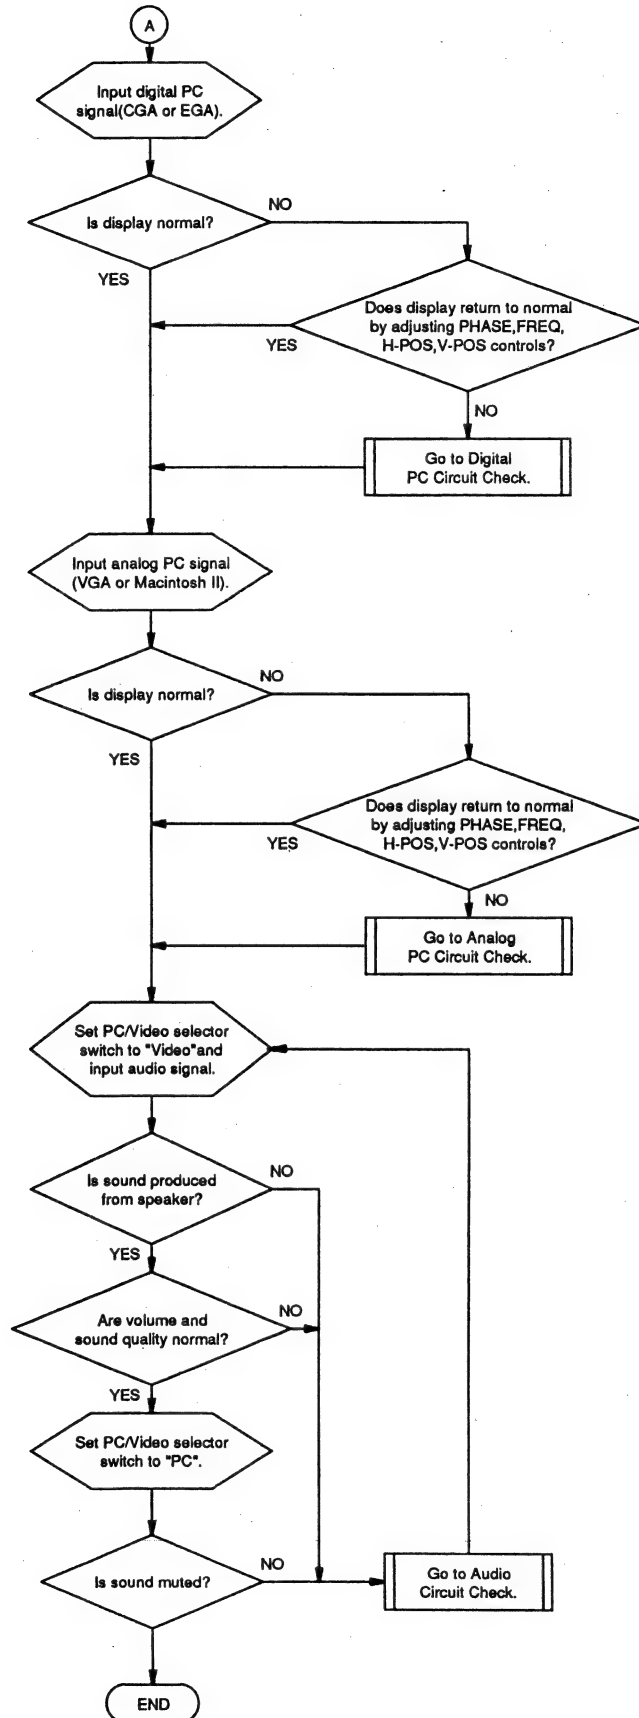 A
Input digital PC
signal(CGA or EGA).
Is display normal?
NO
YES
Does display return to normal
by adjusting PHASE,FREQ,
H-POS,V-POS controls?
YES
NO
Go to Digital
PC Circuit Check.
Input analog PC signal
(VGA or Macintosh II).
Is display normal?
NO
YES
Does display return to normal
by adjusting PHASE,FREQ,
H-POS,V-POS controls?
YES
NO
Go to Analog
PC Circuit Check.
Set PC/Video selector
switch to "Video"and
input audio signal.
Is sound produced
from speaker?
NO
YES
Are volume and
sound quality normal?
NO
YES
Set PC/Video selector
switch to "PC".
Is sound muted?
NO
Go to Audio
Circuit Check.
END